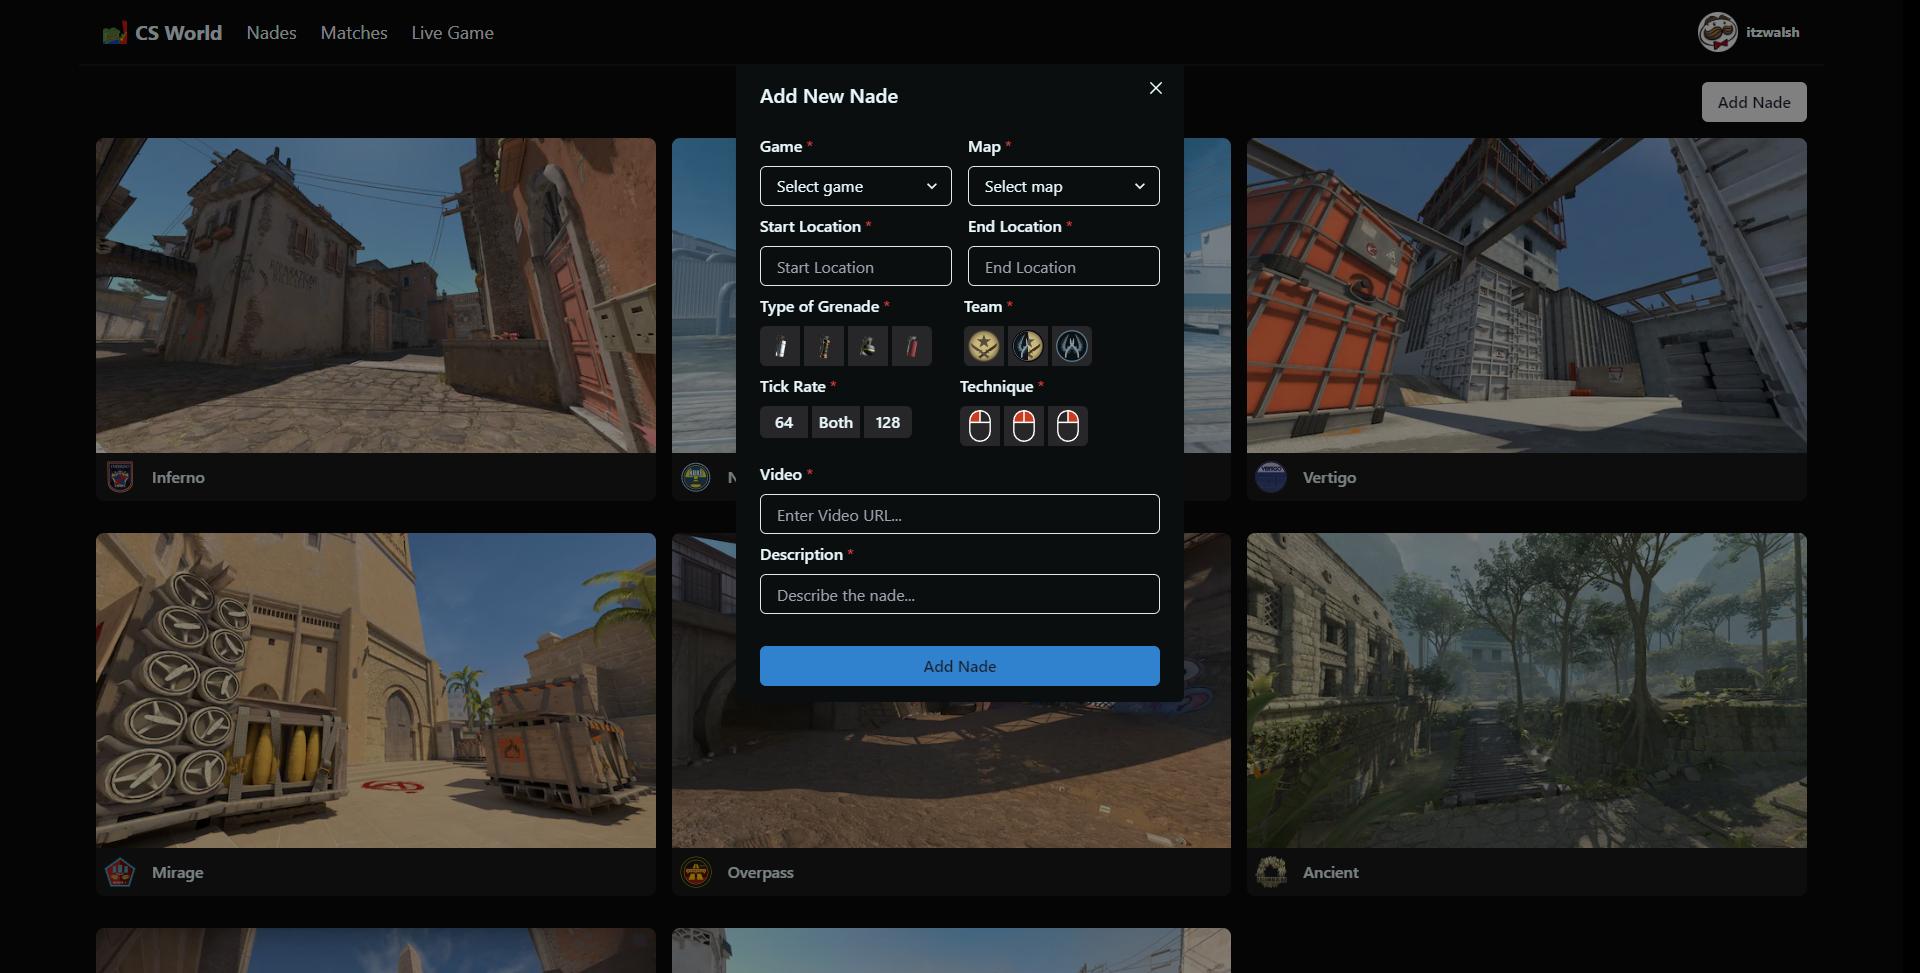 CS World Nades Matches Live Game itzwalsh
Add Nade
Add New Nade
Game * Map *
Select game Select map
Start Location * End Location *
Start Location End Location
Type of Grenade * Team *
Tick Rate * Technique *
64 Both 128
Video *
Enter Video URL...
Description *
Describe the nade...
Add Nade
Inferno
Vertigo
Mirage
Overpass
Ancient